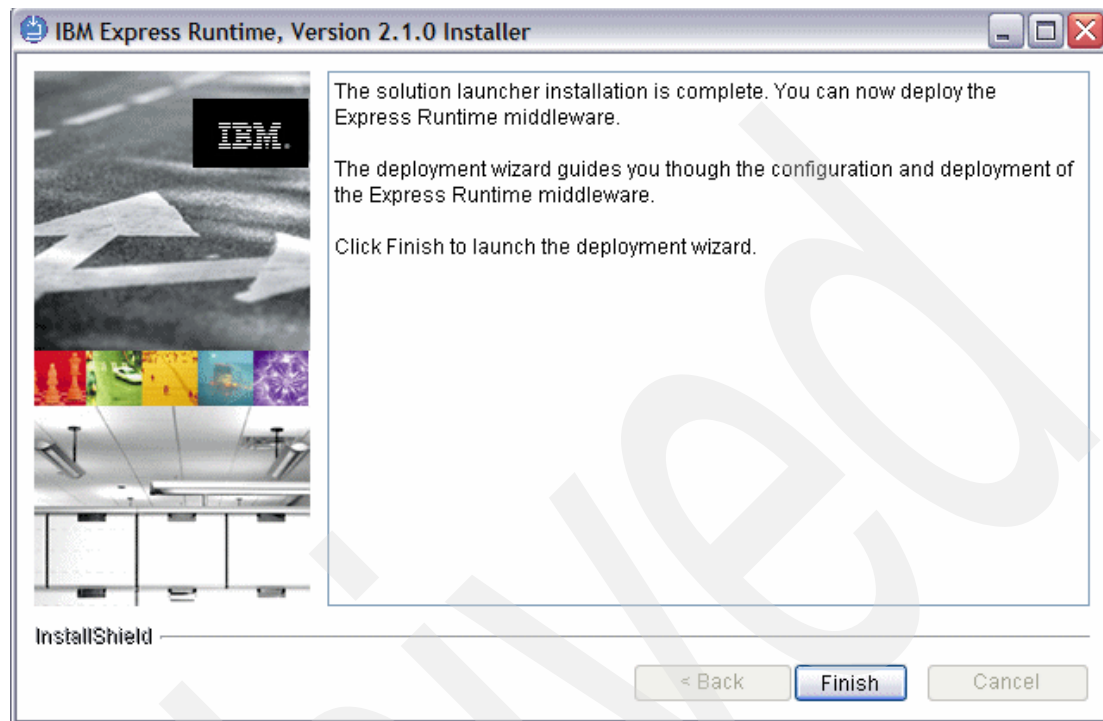 IBM Express Runtime, Version 2.1.0 Installer
IBM.
The solution launcher installation is complete. You can now deploy the
Express Runtime middleware.
The deployment wizard guides you though the configuration and deployment of
the Express Runtime middleware.
Click Finish to launch the deployment wizard.
InstallShield
< Back
Finish
Cancel